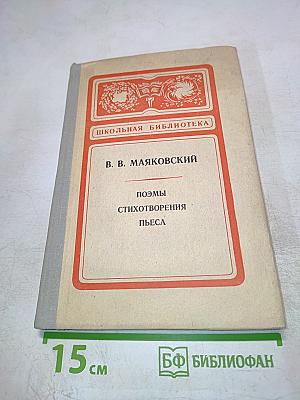 ШКОЛЬНАЯ БИБЛИОТЕКА
В. В. МАЯКОВСКИЙ
ПОЭМЫ
СТИХОТВОРЕНИЯ
ПЬЕСА
15 см
БФ БИБЛИОФАН